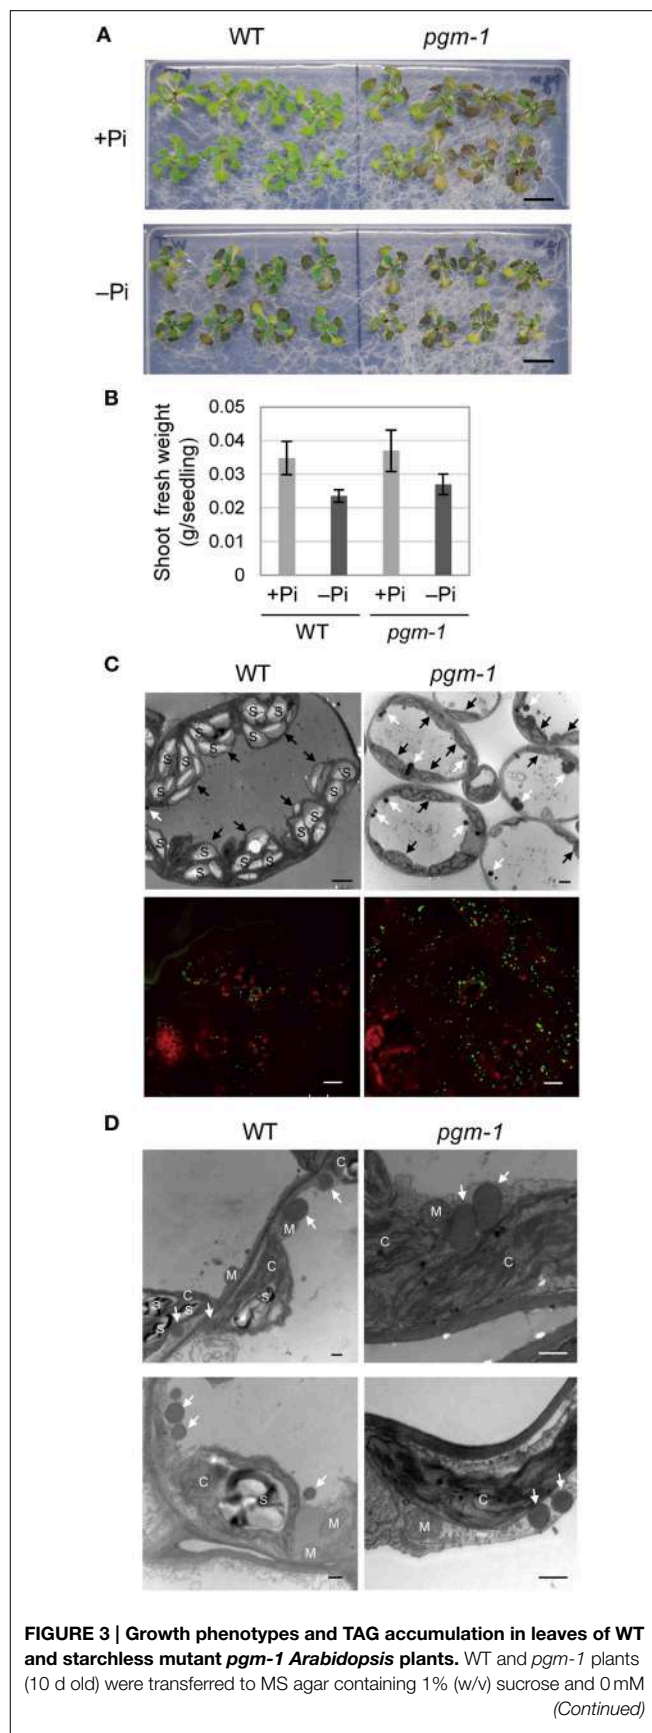 A
WT pgm-1
+Pi
–Pi
B
Shoot fresh weight
(g/seedling)
0.05
0.04
0.03
0.02
0.01
0
+Pi –Pi +Pi –Pi
WT pgm-1
C
WT pgm-1
S S S S S S S S S S S S S S S S
D
WT pgm-1
C M M C C S S S S S
M C C
C S M M
C M
FIGURE 3 | Growth phenotypes and TAG accumulation in leaves of WT
and starchless mutant pgm-1 Arabidopsis plants. WT and pgm-1 plants
(10 d old) were transferred to MS agar containing 1% (w/v) sucrose and 0 mM
(Continued)